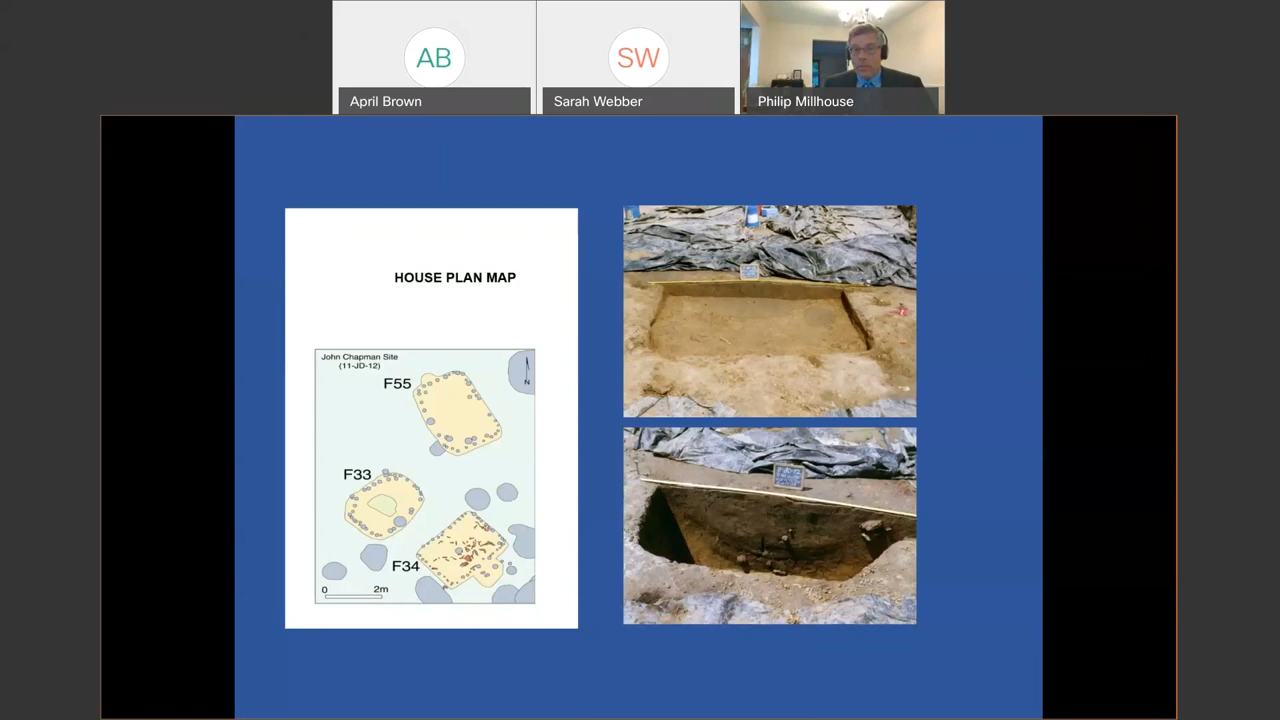 AB
SW
April Brown
Sarah Webber
Philip Millhouse
HOUSE PLAN MAP
John Chapman Site
(11-JD-12)
F55
N
F33
F34
0 2m